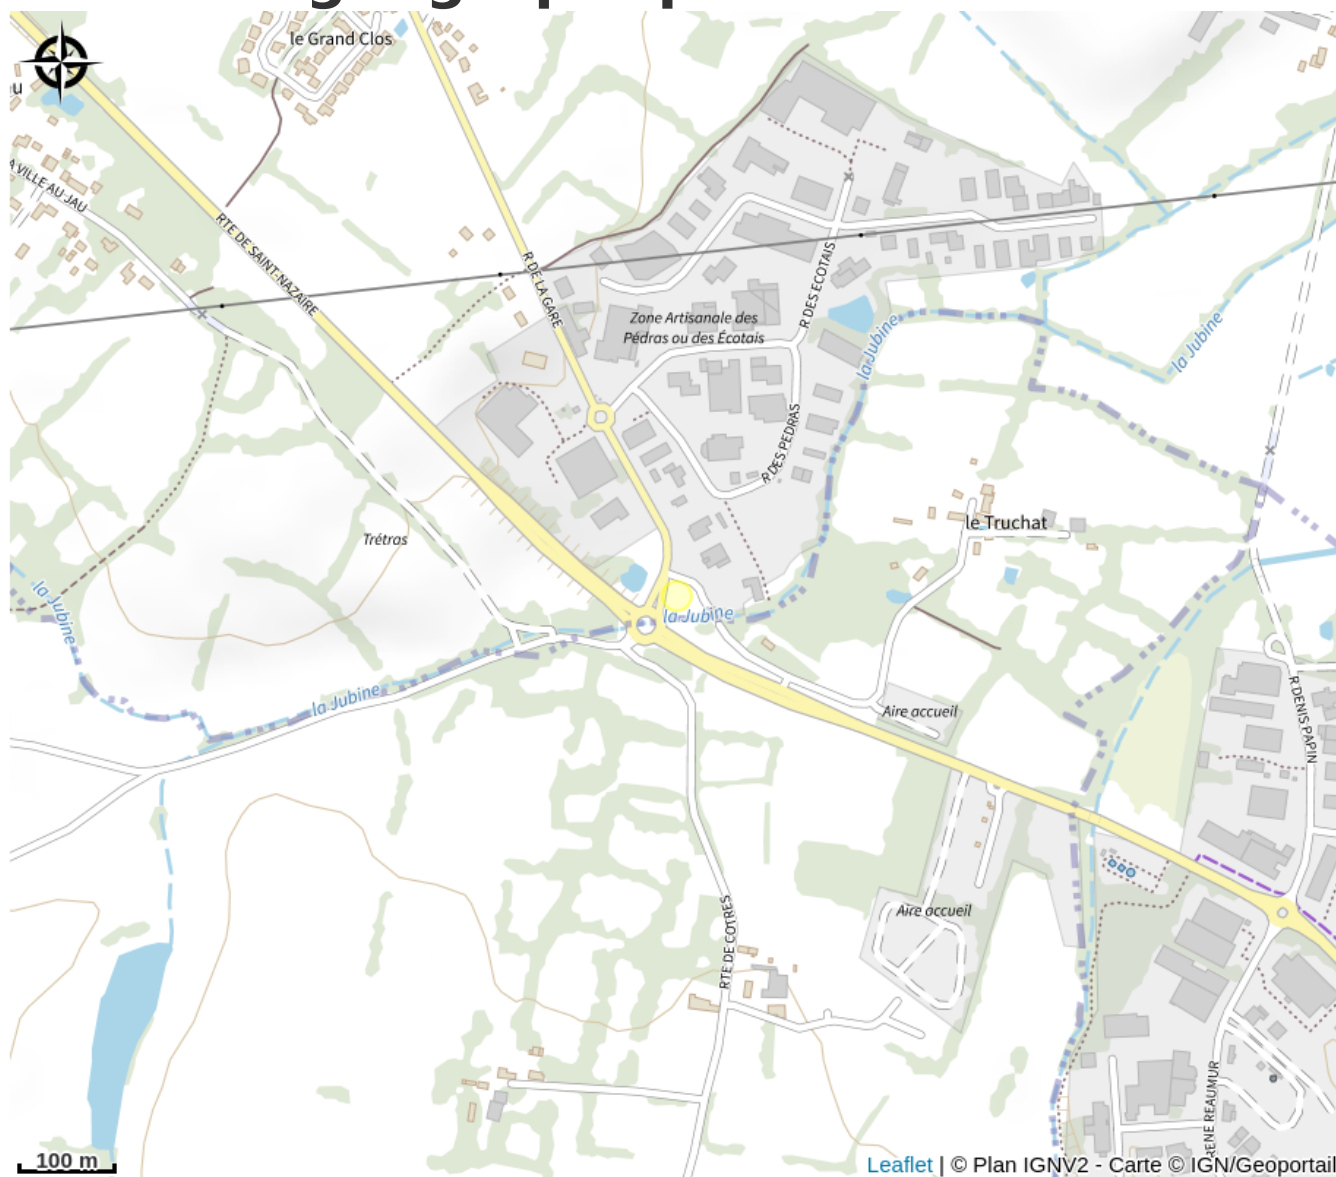 le Grand Clos
A VILLE AU JAU
RTE DE SAINT-NAZAIRE
R DE LA GARE
R DES ECOTAIS
Zone Artisanale des
Pédras ou des Écotais
la Jubine
la Jubine
R DES PEDRAS
le Truchat
Trétras
la Jubine
la Jubine
la Jubine
R DENIS PAPIN
Aire accueil
Aire accueil
RTE DE COTRES
RENE REAUMUR
100 m
Leaflet | © Plan IGNV2 - Carte © IGN/Geoportail